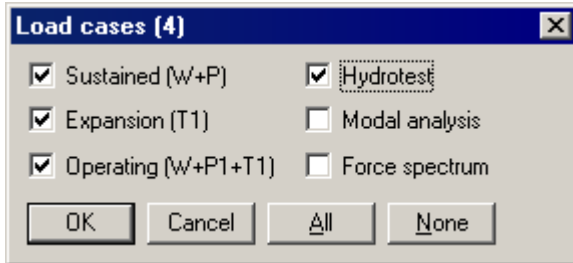 Load cases (4)
Sustained (W+P)
Hydrotest
Expansion (T1)
Modal analysis
Operating (W+P1+T1)
Force spectrum
OK
Cancel
All
None